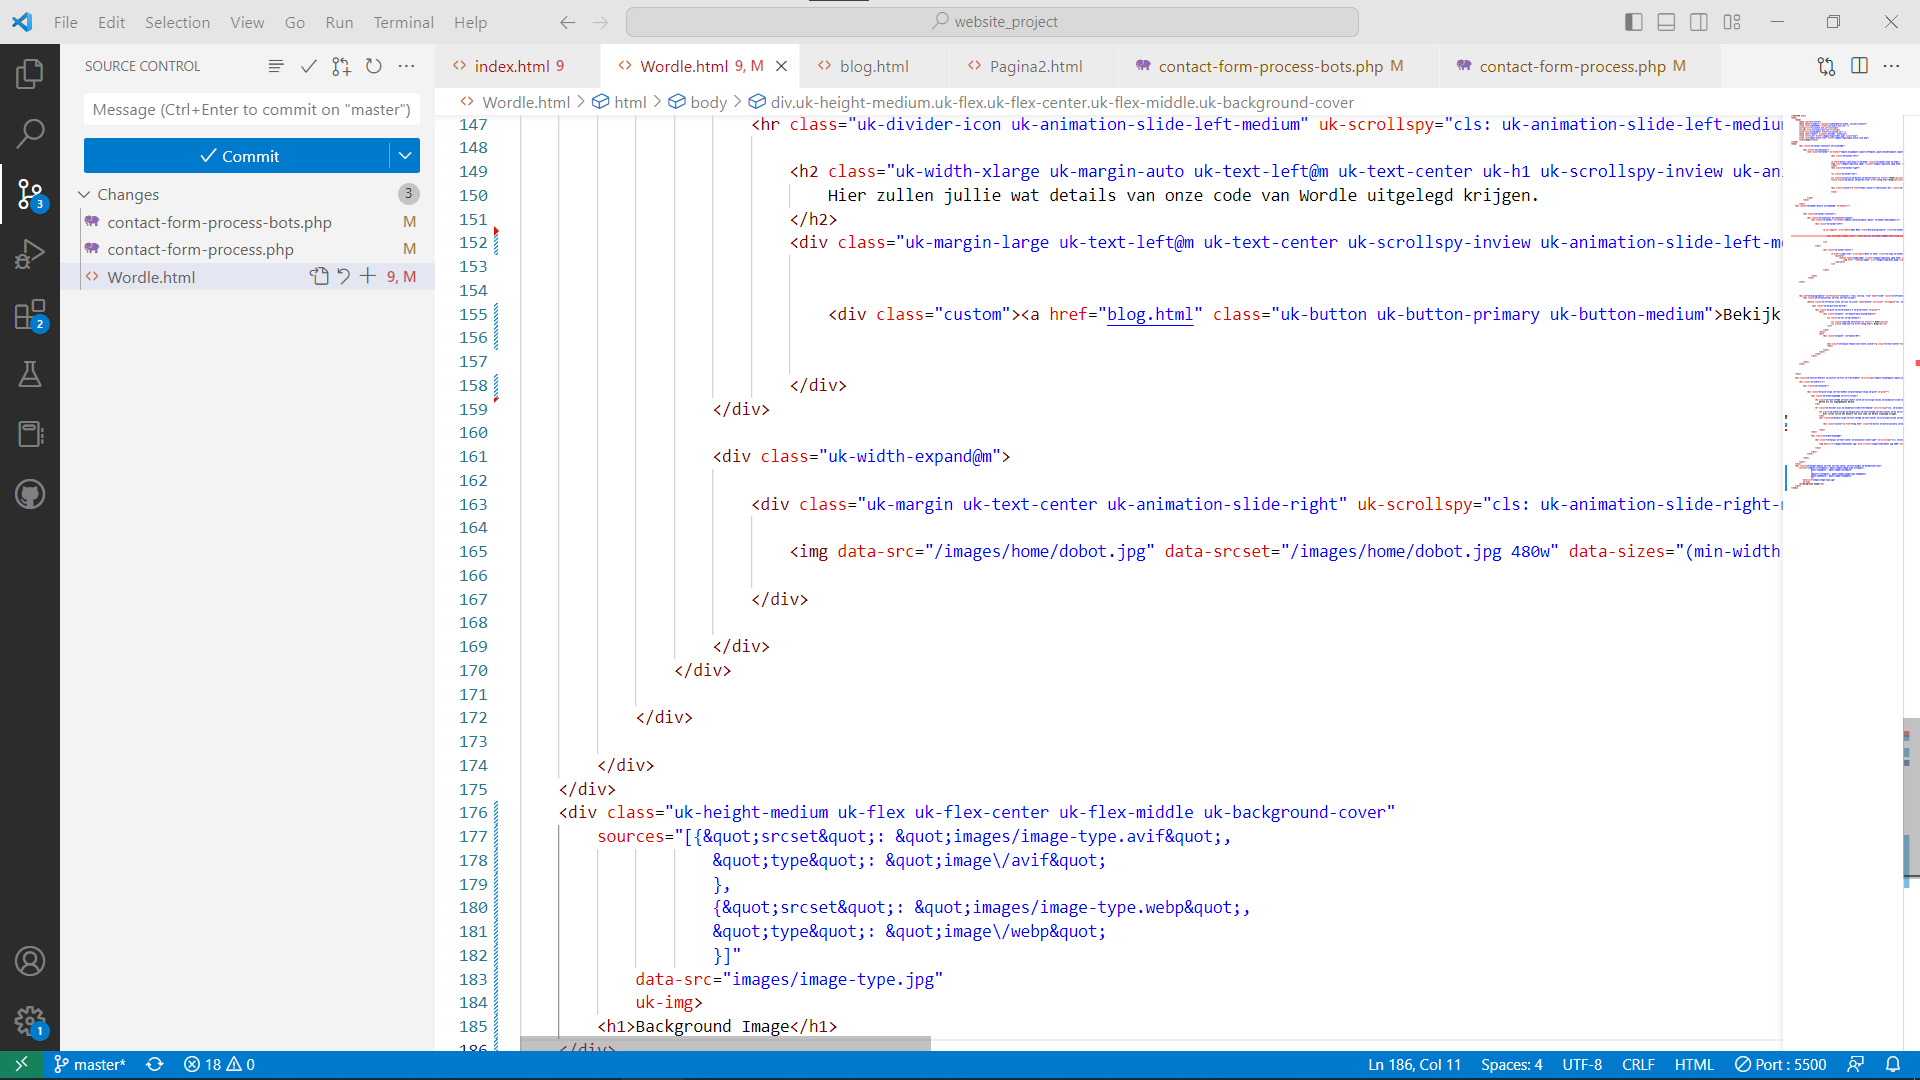 File Edit Selection View Go Run Terminal Help
website_project
SOURCE CONTROL
Message (Ctrl+Enter to commit on "master")
Commit
Changes
3
contact-form-process-bots.php M
contact-form-process.php M
Wordle.html 9, M
3
2
1
index.html 9
Wordle.html 9, M
blog.html
Pagina2.html
contact-form-process-bots.php M
contact-form-process.php M
Wordle.html > html > body > div.uk-height-medium.uk-flex.uk-flex-center.uk-flex-middle.uk-background-cover
147 <hr class="uk-divider-icon uk-animation-slide-left-medium" uk-scrollspy="cls: uk-animation-slide-left-medium
148
149 <h2 class="uk-width-xlarge uk-margin-auto uk-text-left@m uk-text-center uk-h1 uk-scrollspy-inview uk-an
150 Hier zullen jullie wat details van onze code van Wordle uitgelegd krijgen.
151 </h2>
152 <div class="uk-margin-large uk-text-left@m uk-text-center uk-scrollspy-inview uk-animation-slide-left-m
153
154
155 <div class="custom"><a href="blog.html" class="uk-button uk-button-primary uk-button-medium">Bekijk
156
157
158 </div>
159 </div>
160
161 <div class="uk-width-expand@m">
162
163 <div class="uk-margin uk-text-center uk-animation-slide-right" uk-scrollspy="cls: uk-animation-slide-right-
164
165 <img data-src="/images/home/dobot.jpg" data-srcset="/images/home/dobot.jpg 480w" data-sizes="(min-width
166
167 </div>
168
169 </div>
170 </div>
171
172 </div>
173
174 </div>
175 </div>
176 <div class="uk-height-medium uk-flex uk-flex-center uk-flex-middle uk-background-cover"
177 sources="[{&quot;srcset&quot;: &quot;images/image-type.avif&quot;,
178 &quot;type&quot;: &quot;image\/avif&quot;
179 },
180 {&quot;srcset&quot;: &quot;images/image-type.webp&quot;,
181 &quot;type&quot;: &quot;image\/webp&quot;
182 }]"
183 data-src="images/image-type.jpg"
184 uk-img>
185 <h1>Background Image</h1>
186 </div>
master* 18 0
Ln 186, Col 11 Spaces: 4 UTF-8 CRLF HTML Port : 5500